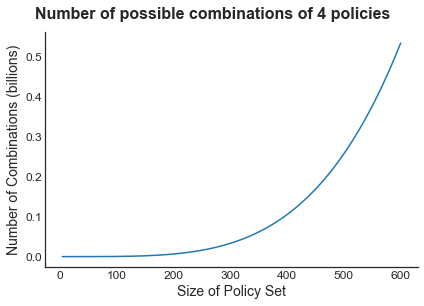 Number of possible combinations of 4 policies
Number of Combinations (billions)
0.5
0.4
0.3
0.2
0.1
0.0
0 100 200 300 400 500 600
Size of Policy Set